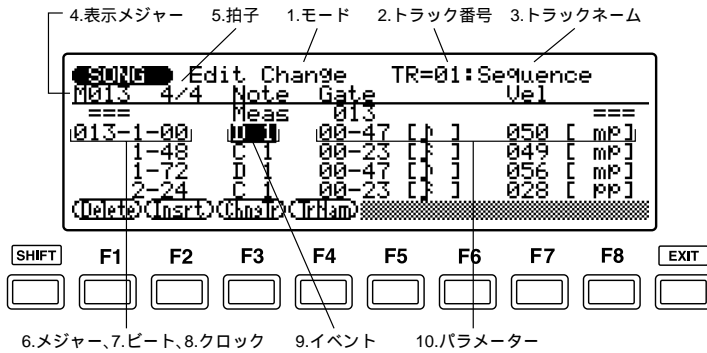 4.表示メジャー 5.拍子 1.モード 2.トラック番号 3.トラックネーム
SONG Edit Change TR=01:Sequence
M013 4/4 Note Gate Vel
=== Meas 013 ===
013-1-00 D 1 00-47 [♪ ] 050 [ mp]
1-48 C 1 00-23 [ ] 049 [ mp]
1-72 D 1 00-47 [♪ ] 056 [ mp]
2-24 C 1 00-23 [ ] 028 [ pp]
Delete Insrt ChngTr TrNam
SHIFT F1 F2 F3 F4 F5 F6 F7 F8 EXIT
6.メジャー、7.ビート、8.クロック 9.イベント 10.パラメーター